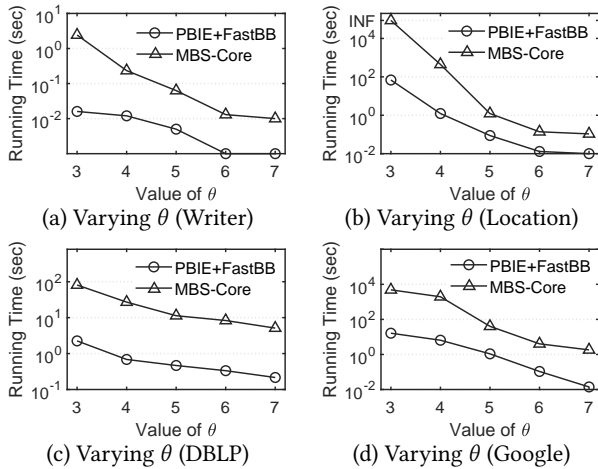 10^1
10^0
10^-1
10^-2
Running Time (sec)
PBIE+FastBB
MBS-Core
3 4 5 6 7
Value of θ
(a) Varying θ (Writer)
INF
10^4
10^2
10^0
10^-2
Running Time (sec)
PBIE+FastBB
MBS-Core
3 4 5 6 7
Value of θ
(b) Varying θ (Location)
10^2
10^1
10^0
10^-1
Running Time (sec)
PBIE+FastBB
MBS-Core
3 4 5 6 7
Value of θ
(c) Varying θ (DBLP)
10^4
10^2
10^0
10^-2
Running Time (sec)
PBIE+FastBB
MBS-Core
3 4 5 6 7
Value of θ
(d) Varying θ (Google)